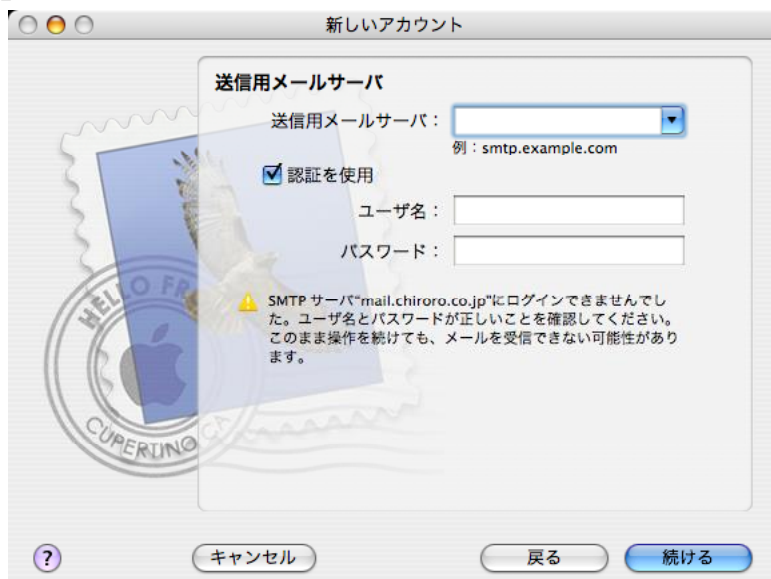 新しいアカウント
送信用メールサーバ
送信用メールサーバ：
例：smtp.example.com
認証を使用
ユーザ名：
パスワード：
SMTP サーバ“mail.chiroro.co.jp”にログインできませんでし
た。ユーザ名とパスワードが正しいことを確認してください。
このまま操作を続けても、メールを受信できない可能性があり
ます。
HELLO FR
CUPERTINO CA
?
キャンセル
戻る
続ける